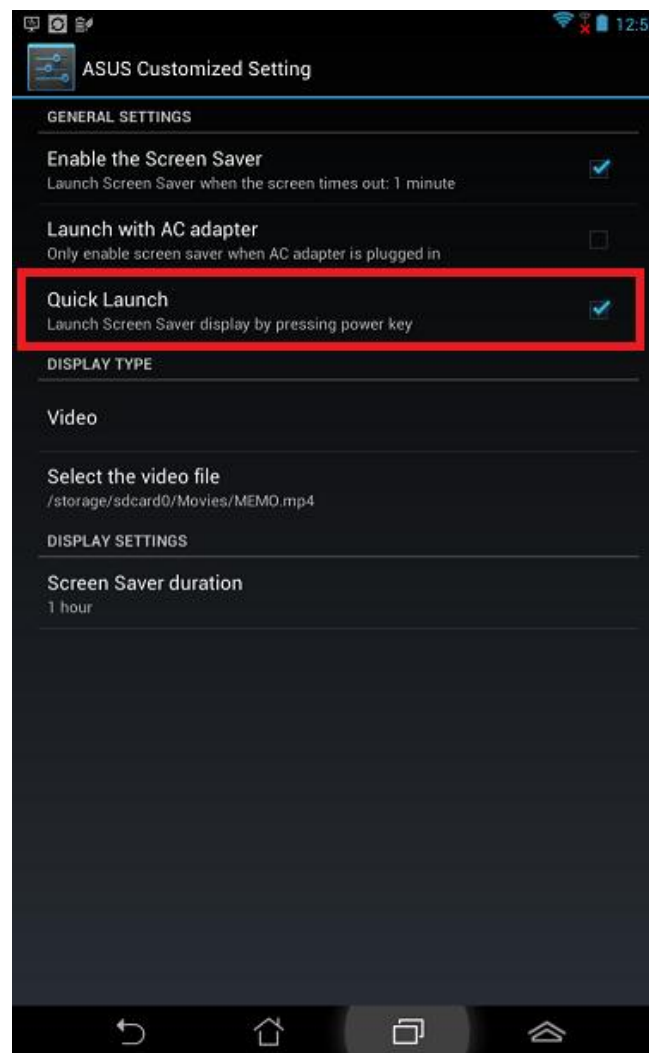 12:5
ASUS Customized Setting
GENERAL SETTINGS
Enable the Screen Saver
Launch Screen Saver when the screen times out: 1 minute
Launch with AC adapter
Only enable screen saver when AC adapter is plugged in
Quick Launch
Launch Screen Saver display by pressing power key
DISPLAY TYPE
Video
Select the video file
/storage/sdcard0/Movies/MEMO.mp4
DISPLAY SETTINGS
Screen Saver duration
1 hour